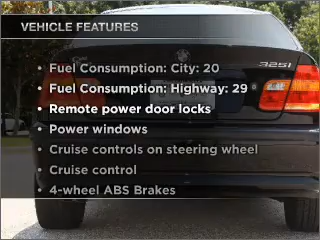 VEHICLE FEATURES
325i
• Fuel Consumption: City: 20
• Fuel Consumption: Highway: 29
• Remote power door locks
• Power windows
• Cruise controls on steering wheel
• Cruise control
• 4-wheel ABS Brakes